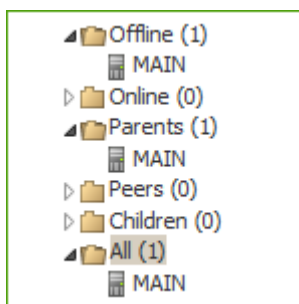 Offline (1)
MAIN
Online (0)
Parents (1)
MAIN
Peers (0)
Children (0)
All (1)
MAIN